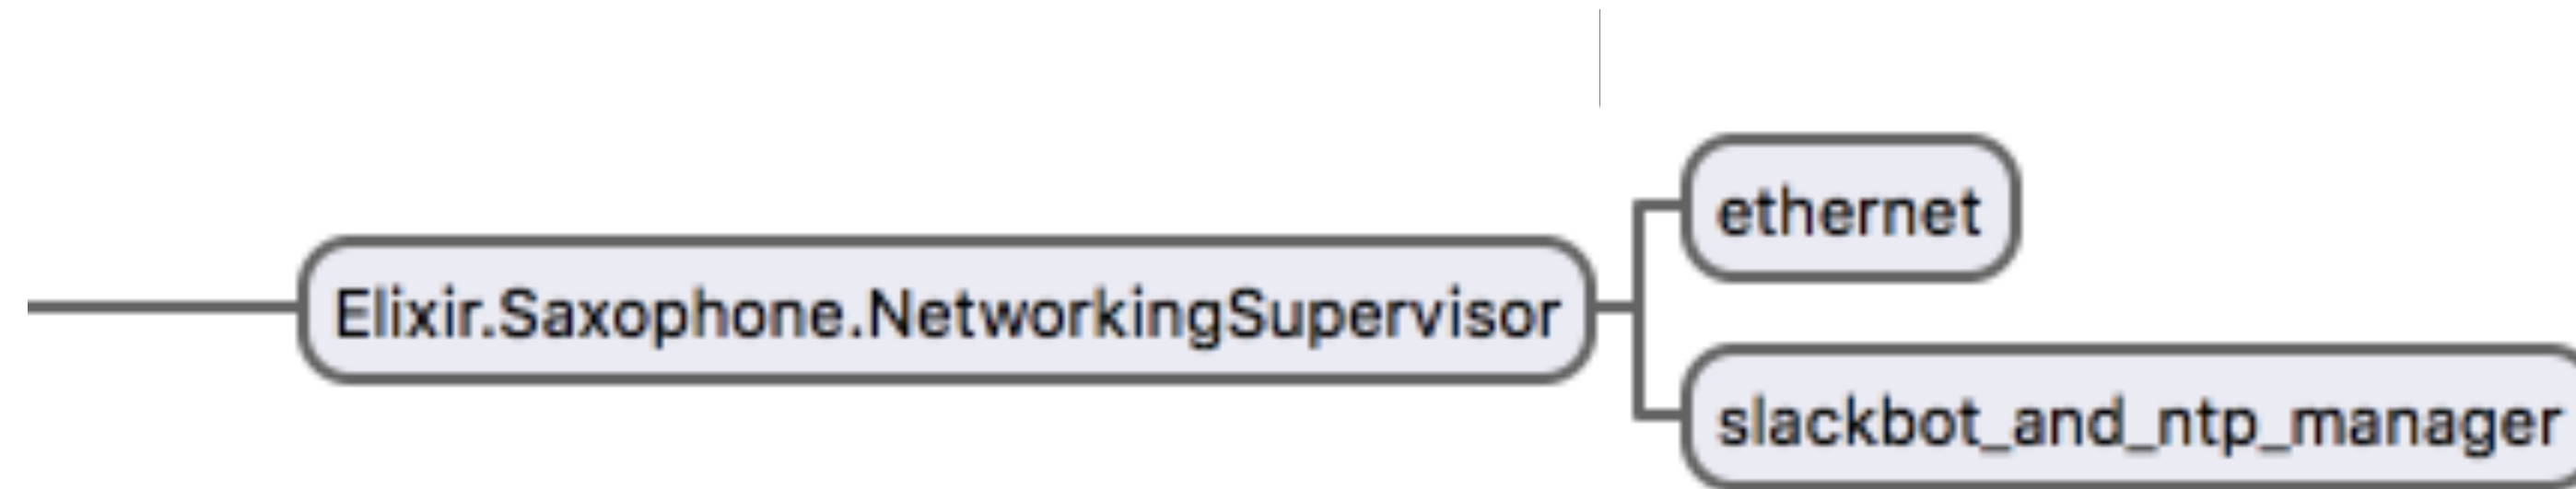 ethernet
Elixir.Saxophone.NetworkingSupervisor
slackbot_and_ntp_manager